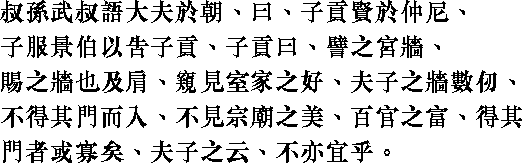 叔孫武叔語大夫於朝、曰、子貢賢於仲尼、
子服景伯以告子貢、子貢曰、譬之宮牆、
賜之牆也及肩、窺見室家之好、夫子之牆數仞、
不得其門而入、不見宗廟之美、百官之富、得其
門者或寡矣、夫子之云、不亦宜乎。